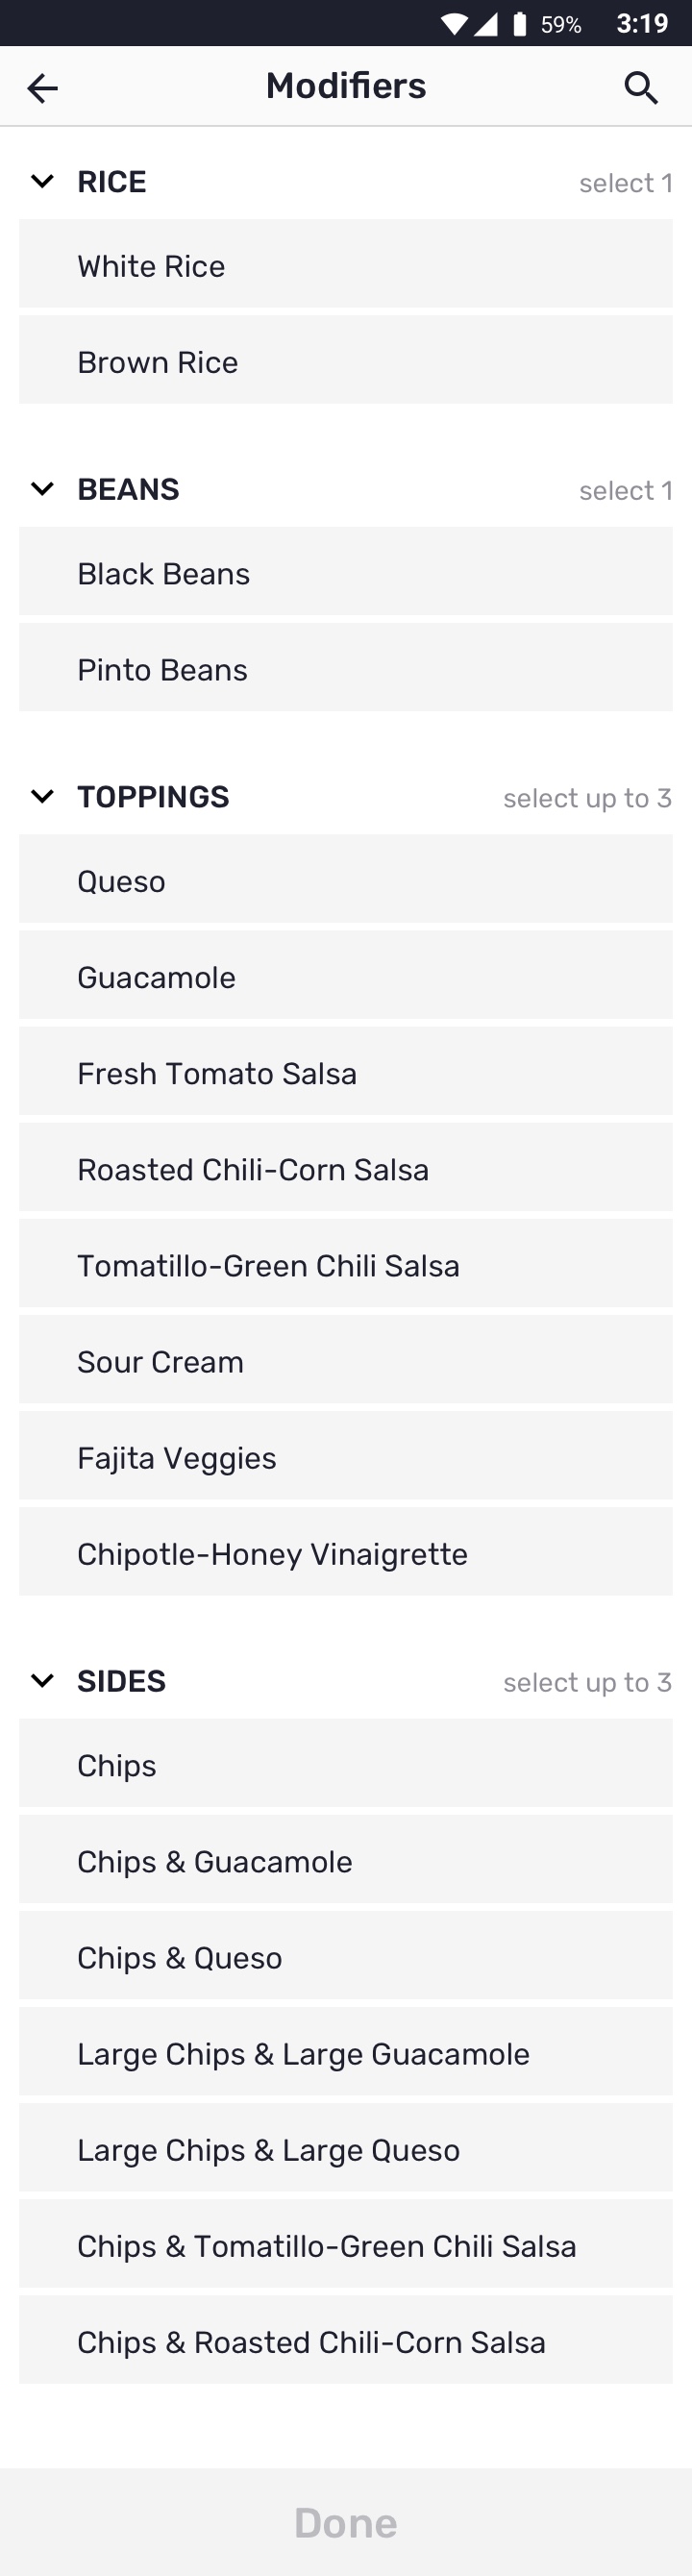 59% 3:19
Modifiers
RICE select 1
White Rice
Brown Rice
BEANS select 1
Black Beans
Pinto Beans
TOPPINGS select up to 3
Queso
Guacamole
Fresh Tomato Salsa
Roasted Chili-Corn Salsa
Tomatillo-Green Chili Salsa
Sour Cream
Fajita Veggies
Chipotle-Honey Vinaigrette
SIDES select up to 3
Chips
Chips & Guacamole
Chips & Queso
Large Chips & Large Guacamole
Large Chips & Large Queso
Chips & Tomatillo-Green Chili Salsa
Chips & Roasted Chili-Corn Salsa
Done